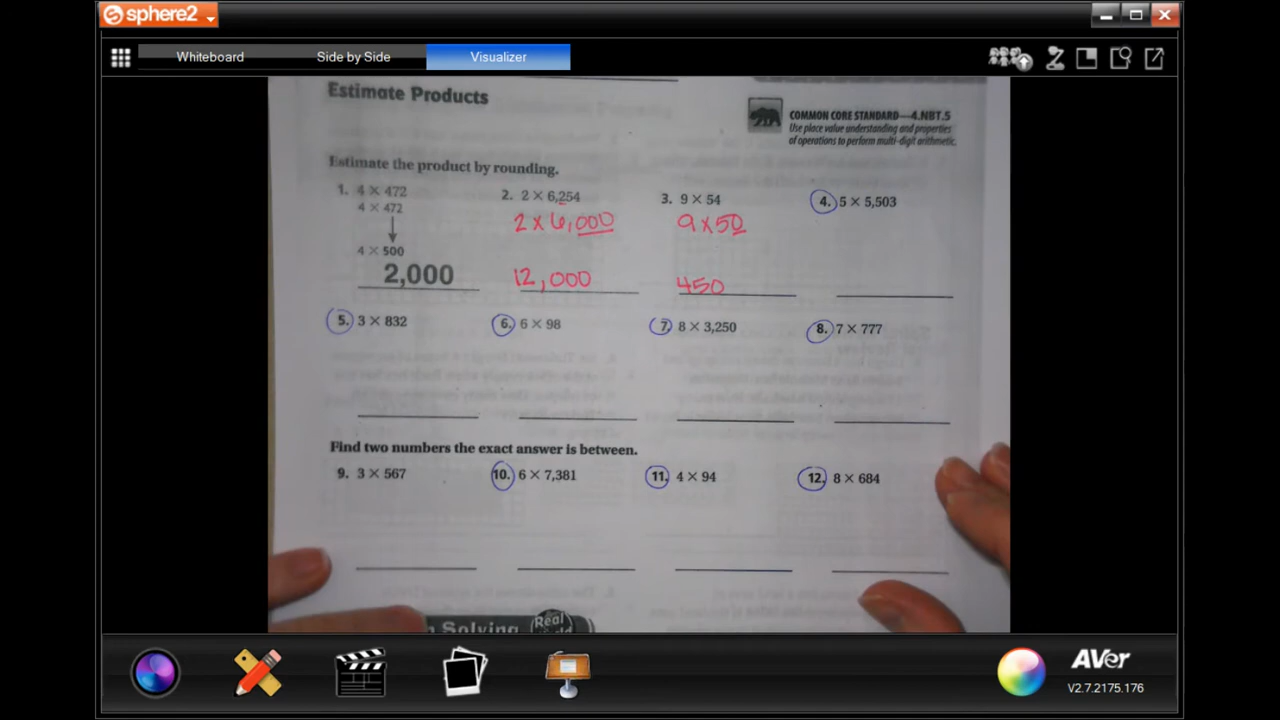 sphere2
Whiteboard
Side by Side
Visualizer
Estimate Products
COMMON CORE STANDARD—4.NBT.5
Use place value understanding and properties
of operations to perform multi-digit arithmetic.
Estimate the product by rounding.
1. 4 × 472
4 × 472
4 × 500
2,000
2. 2 × 6,254
2 × 6,000
12,000
3. 9 × 54
9 × 50
450
4. 5 × 5,503
5. 3 × 832
6. 6 × 98
7. 8 × 3,250
8. 7 × 777
Find two numbers the exact answer is between.
9. 3 × 567
10. 6 × 7,381
11. 4 × 94
12. 8 × 684
Solving
Real
AVer
V2.7.2175.176